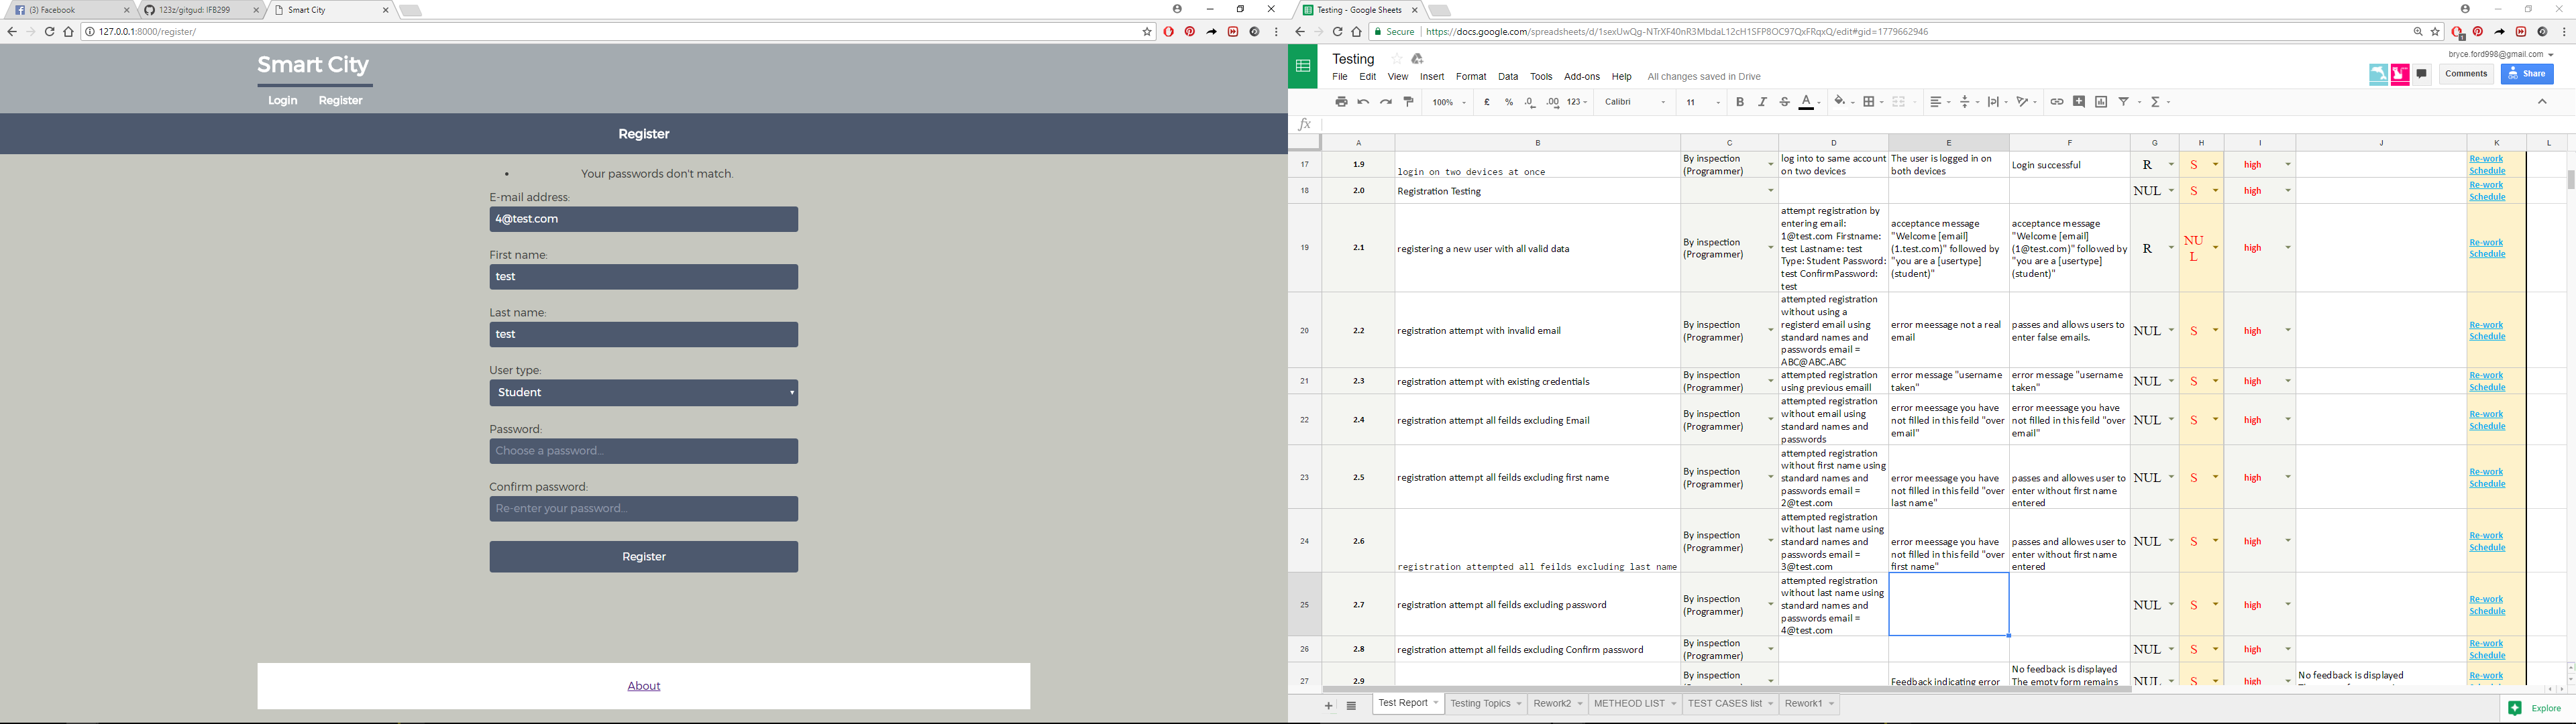 (3) Facebook
123z/gitgud: IFB299
Smart City
127.0.0.1:8000/register/
Smart City
Login Register
Register
Your passwords don't match.
E-mail address:
4@test.com
First name:
test
Last name:
test
User type:
Student
Password:
Choose a password...
Confirm password:
Re-enter your password...
Register
About
Testing - Google Sheets
Secure
https://docs.google.com/spreadsheets/d/1sexUwQg-NTrXF40nR3MbdaL12cH1SFP8OC97QxFRqxQ/edit#gid=1779662946
Testing
bryce.ford998@gmail.com
File Edit View Insert Format Data Tools Add-ons Help All changes saved in Drive
Comments
Share
100% £ % .0 .00 123 Calibri 11 B I S A
fx
A B C D E F G H I J K L
17 1.9
login on two devices at once
By inspection
(Programmer)
log into to same account
on two devices
The user is logged in on
both devices
Login successful
R S high
Re-work
Schedule
18 2.0
Registration Testing
NUL S high
Re-work
Schedule
19 2.1
registering a new user with all valid data
By inspection
(Programmer)
attempt registration by
entering email:
1@test.com Firstname:
test Lastname: test
Type: Student Password:
test ConfirmPassword:
test
acceptance message
"Welcome [email]
(1.test.com)" followed by
"you are a [usertype]
(student)"
acceptance message
"Welcome [email]
(1@test.com)" followed by
"you are a [usertype]
(student)"
R
NU
L
high
Re-work
Schedule
20 2.2
registration attempt with invalid email
By inspection
(Programmer)
attempted registration
without using a
registerd email using
standard names and
passwords email =
ABC@ABC.ABC
error meessage not a real
email
passes and allows users to
enter false emails.
NUL S high
Re-work
Schedule
21 2.3
registration attempt with existing credentials
By inspection
(Programmer)
attempted registration
using previous emaill
error message "username
taken"
error message "username
taken"
NUL S high
Re-work
Schedule
22 2.4
registration attempt all feilds excluding Email
By inspection
(Programmer)
attempted registration
without email using
standard names and
passwords
error meessage you have
not filled in this feild "over
email"
error meessage you have
not filled in this feild "over
email"
NUL S high
Re-work
Schedule
23 2.5
registration attempt all feilds excluding first name
By inspection
(Programmer)
attempted registration
without first name using
standard names and
passwords email =
2@test.com
error meessage you have
not filled in this feild "over
last name"
passes and allowes user to
enter without first name
entered
NUL S high
Re-work
Schedule
24 2.6
registration attempted all feilds excluding last name
By inspection
(Programmer)
attempted registration
without last name using
standard names and
passwords email =
3@test.com
error meessage you have
not filled in this feild "over
first name"
passes and allowes user to
enter without first name
entered
NUL S high
Re-work
Schedule
25 2.7
registration attempt all feilds excluding password
By inspection
(Programmer)
attempted registration
without last name using
standard names and
passwords email =
4@test.com
NUL S high
Re-work
Schedule
26 2.8
registration attempt all feilds excluding Confirm password
By inspection
(Programmer)
NUL S high
Re-work
Schedule
27 2.9
By inspection
Feedback indicating error
No feedback is displayed
The empty form remains
NUL S high
No feedback is displayed
Re-work
Test Report Testing Topics Rework2 METHEOD LIST TEST CASES list Rework1
Explore